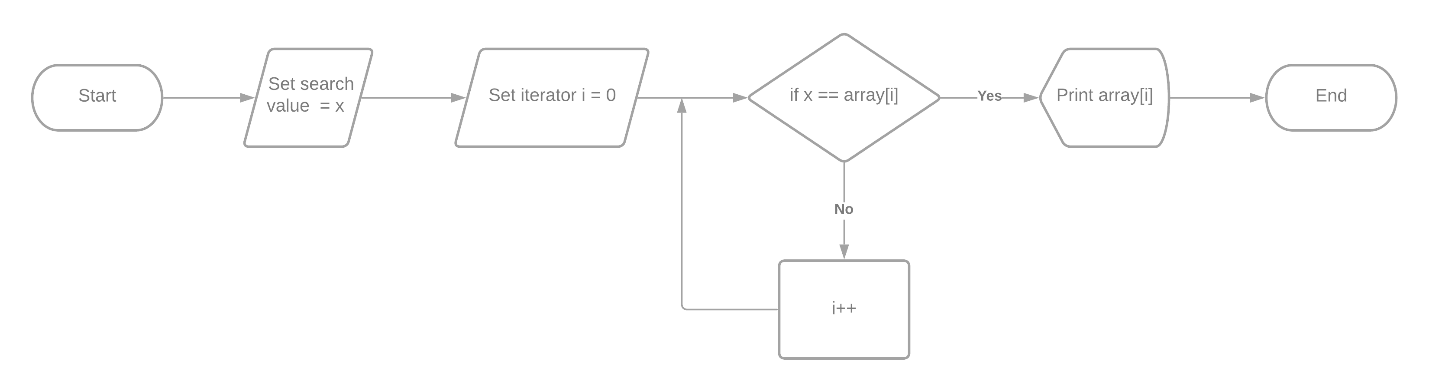 Start
Set search
value  = x
Set iterator i = 0
if x == array[i]
Yes
Print array[i]
End
No
i++